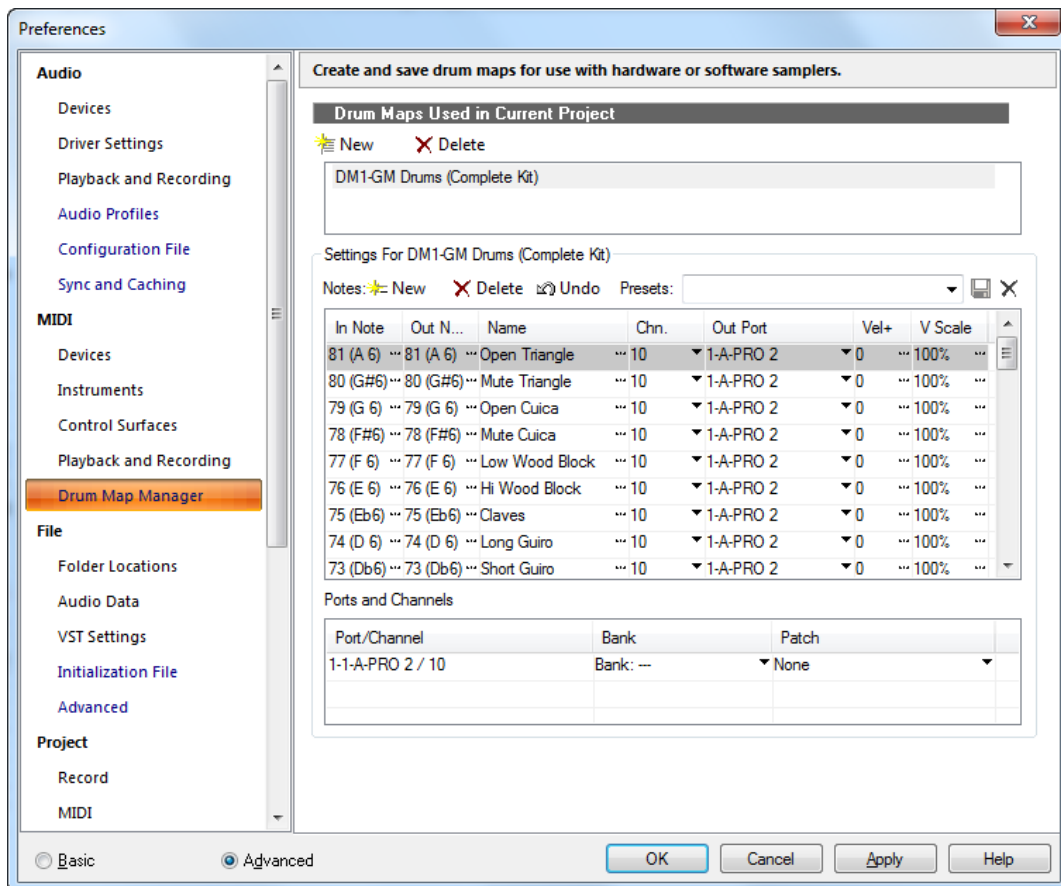 Preferences
Audio
Devices
Driver Settings
Playback and Recording
Audio Profiles
Configuration File
Sync and Caching
MIDI
Devices
Instruments
Control Surfaces
Playback and Recording
Drum Map Manager
File
Folder Locations
Audio Data
VST Settings
Initialization File
Advanced
Project
Record
MIDI
Create and save drum maps for use with hardware or software samplers.
Drum Maps Used in Current Project
New Delete
DM1-GM Drums (Complete Kit)
Settings For DM1-GM Drums (Complete Kit)
Notes: New Delete Undo Presets:
In Note Out N... Name Chn. Out Port Vel+ V Scale
81 (A 6) ... 81 (A 6) ... Open Triangle ... 10 1-A-PRO 2 0 ... 100% ...
80 (G#6) ... 80 (G#6) ... Mute Triangle ... 10 1-A-PRO 2 0 ... 100% ...
79 (G 6) ... 79 (G 6) ... Open Cuica ... 10 1-A-PRO 2 0 ... 100% ...
78 (F#6) ... 78 (F#6) ... Mute Cuica ... 10 1-A-PRO 2 0 ... 100% ...
77 (F 6) ... 77 (F 6) ... Low Wood Block ... 10 1-A-PRO 2 0 ... 100% ...
76 (E 6) ... 76 (E 6) ... Hi Wood Block ... 10 1-A-PRO 2 0 ... 100% ...
75 (Eb6) ... 75 (Eb6) ... Claves ... 10 1-A-PRO 2 0 ... 100% ...
74 (D 6) ... 74 (D 6) ... Long Guiro ... 10 1-A-PRO 2 0 ... 100% ...
73 (Db6) ... 73 (Db6) ... Short Guiro ... 10 1-A-PRO 2 0 ... 100% ...
Ports and Channels
Port/Channel Bank Patch
1-1-A-PRO 2 / 10 Bank: --- None
Basic Advanced OK Cancel Apply Help